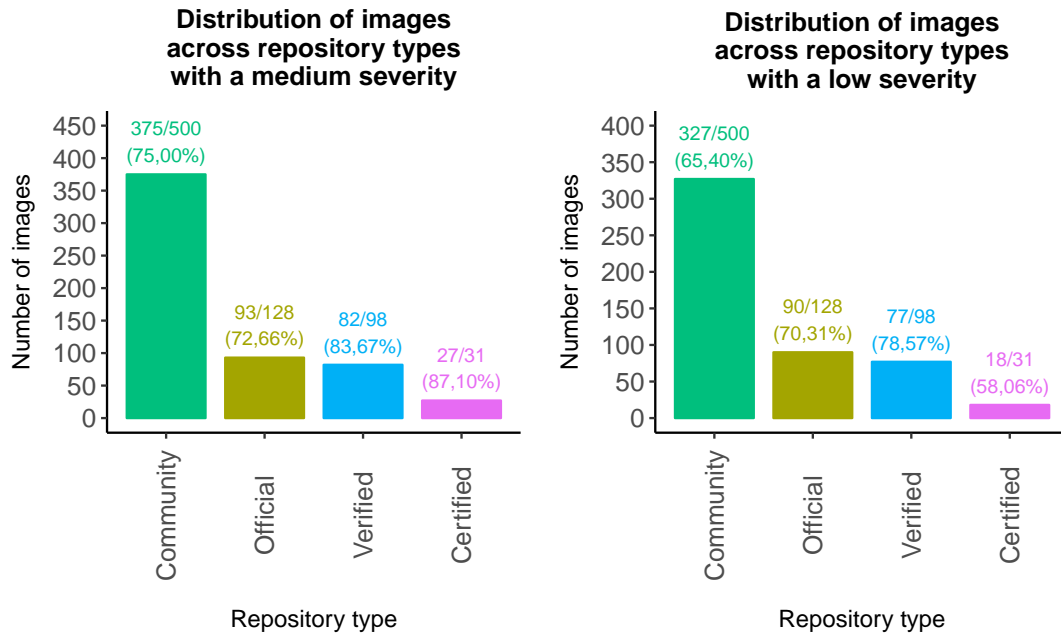 Distribution of images
across repository types
with a medium severity
Number of images
450
400
350
300
250
200
150
100
50
0
375/500
(75,00%)
93/128
(72,66%)
82/98
(83,67%)
27/31
(87,10%)
Community
Official
Verified
Certified
Repository type
Distribution of images
across repository types
with a low severity
Number of images
400
350
300
250
200
150
100
50
0
327/500
(65,40%)
90/128
(70,31%)
77/98
(78,57%)
18/31
(58,06%)
Community
Official
Verified
Certified
Repository type